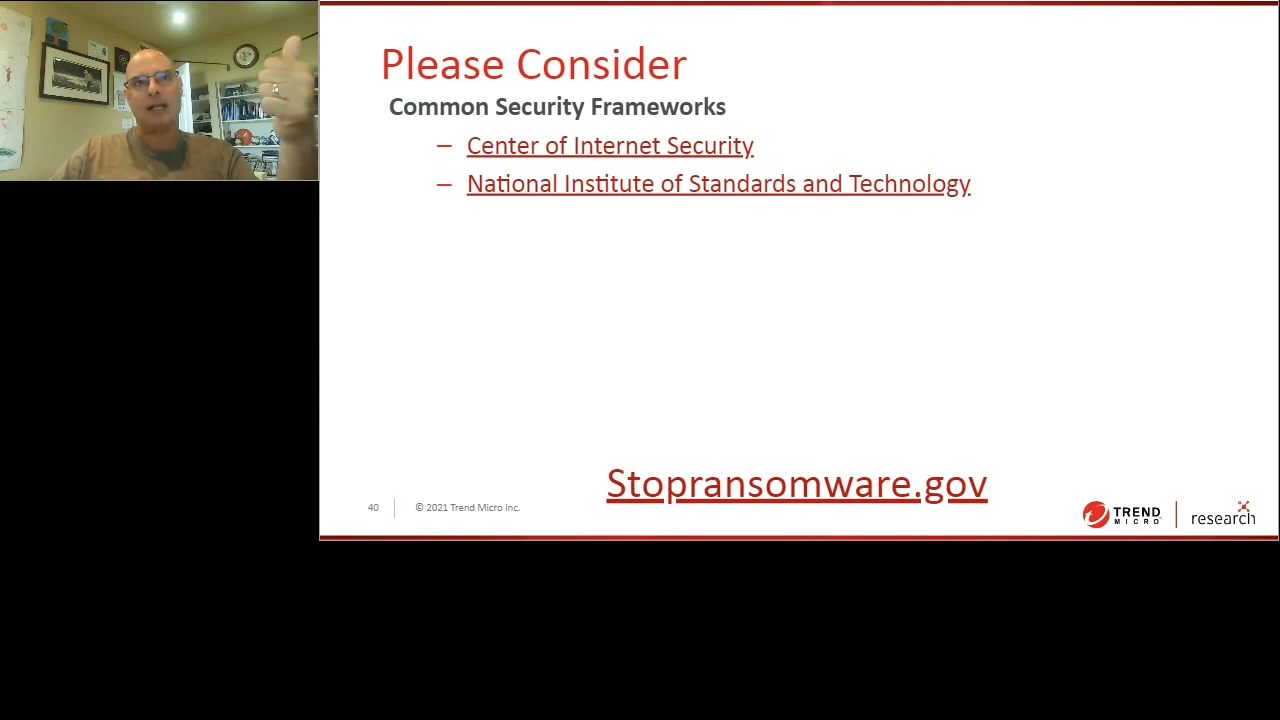 Please Consider
Common Security Frameworks
– Center of Internet Security
– National Institute of Standards and Technology
Stopransomware.gov
40
© 2021 Trend Micro Inc.
TREND
MICRO
research